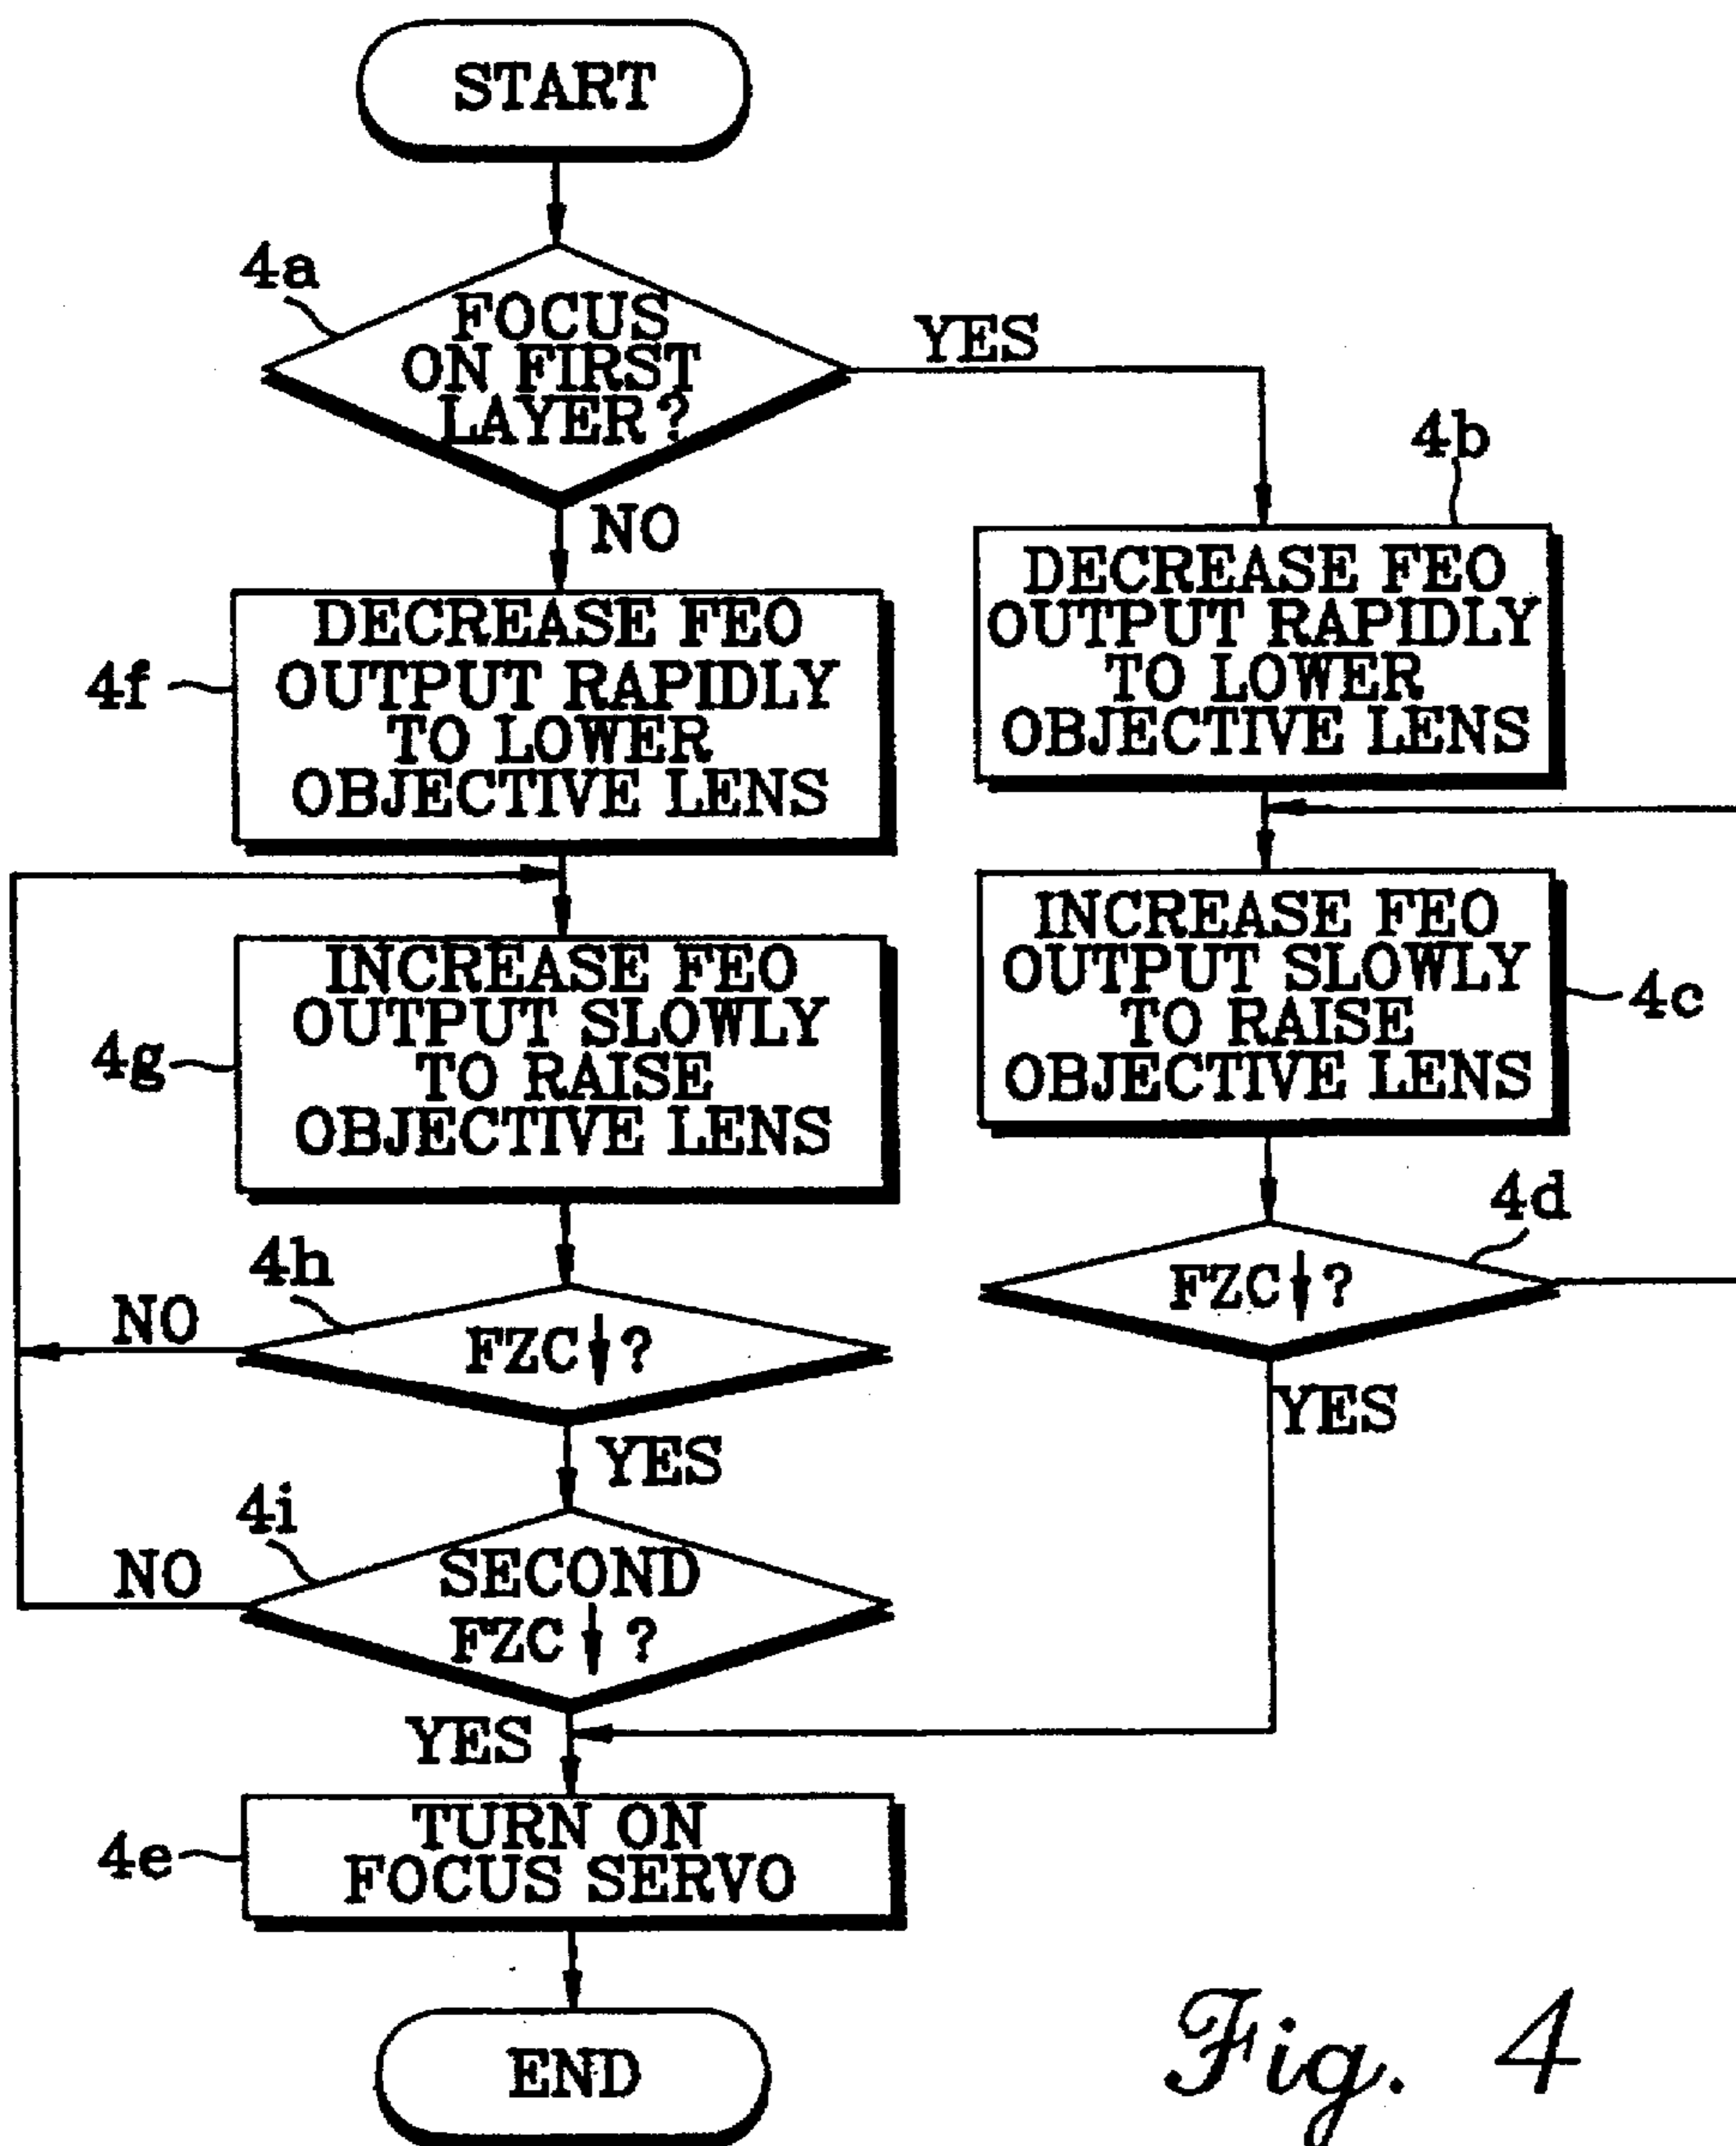 START
4a
FOCUS
ON FIRST
LAYER?
YES
NO
4b
DECREASE FEO
OUTPUT RAPIDLY
TO LOWER
OBJECTIVE LENS
4f
DECREASE FEO
OUTPUT RAPIDLY
TO LOWER
OBJECTIVE LENS
INCREASE FEO
OUTPUT SLOWLY
TO RAISE
OBJECTIVE LENS
4c
4g
INCREASE FEO
OUTPUT SLOWLY
TO RAISE
OBJECTIVE LENS
4d
FZC↓?
YES
4h
NO
FZC↓?
YES
4i
NO
SECOND
FZC↓?
YES
4e
TURN ON
FOCUS SERVO
END
Fig. 4